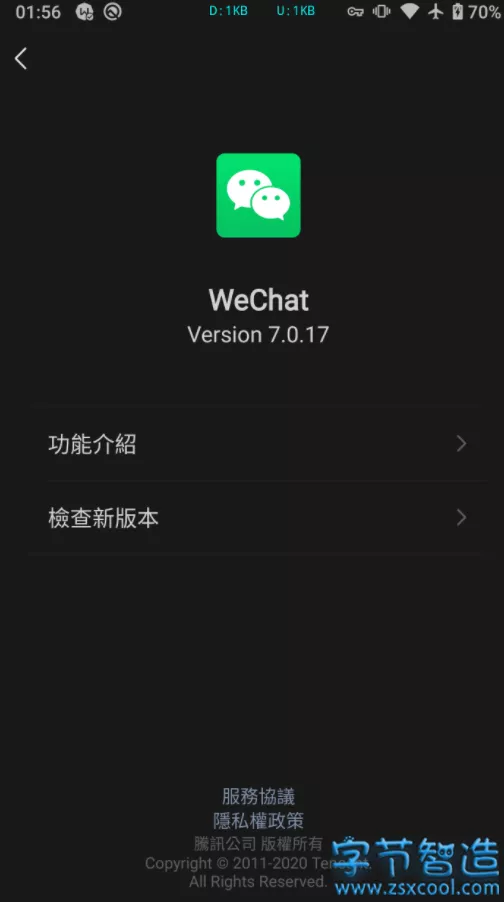 01:56 D: 1KB U: 1KB 70%
WeChat
Version 7.0.17
功能介紹
檢查新版本
服務協議
隱私權政策
騰訊公司 版權所有
Copyright © 2011-2020 Tencent.
All Rights Reserved.
字节智造
www.zsxcool.com